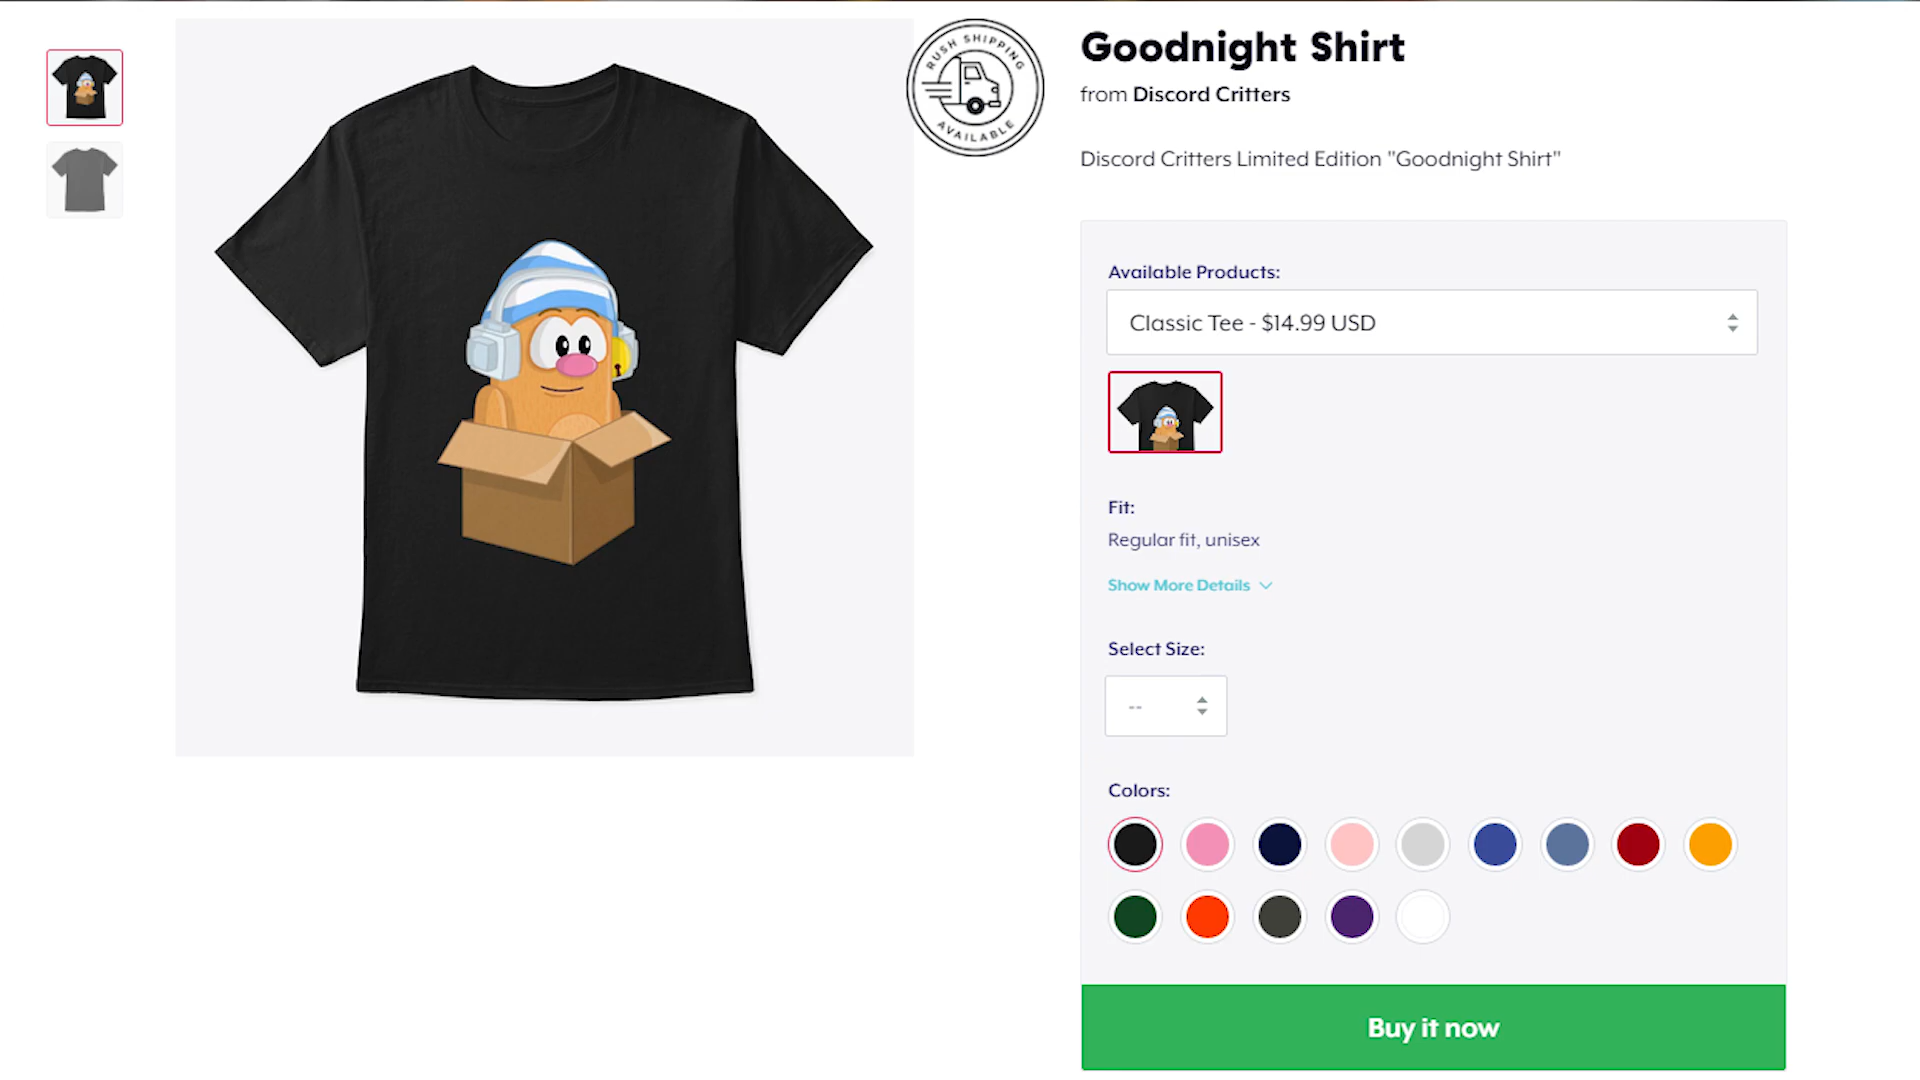 RUSH SHIPPING
AVAILABLE
Goodnight Shirt
from Discord Critters
Discord Critters Limited Edition "Goodnight Shirt"
Available Products:
Classic Tee - $14.99 USD
Fit:
Regular fit, unisex
Show More Details
Select Size:
--
Colors:
Buy it now